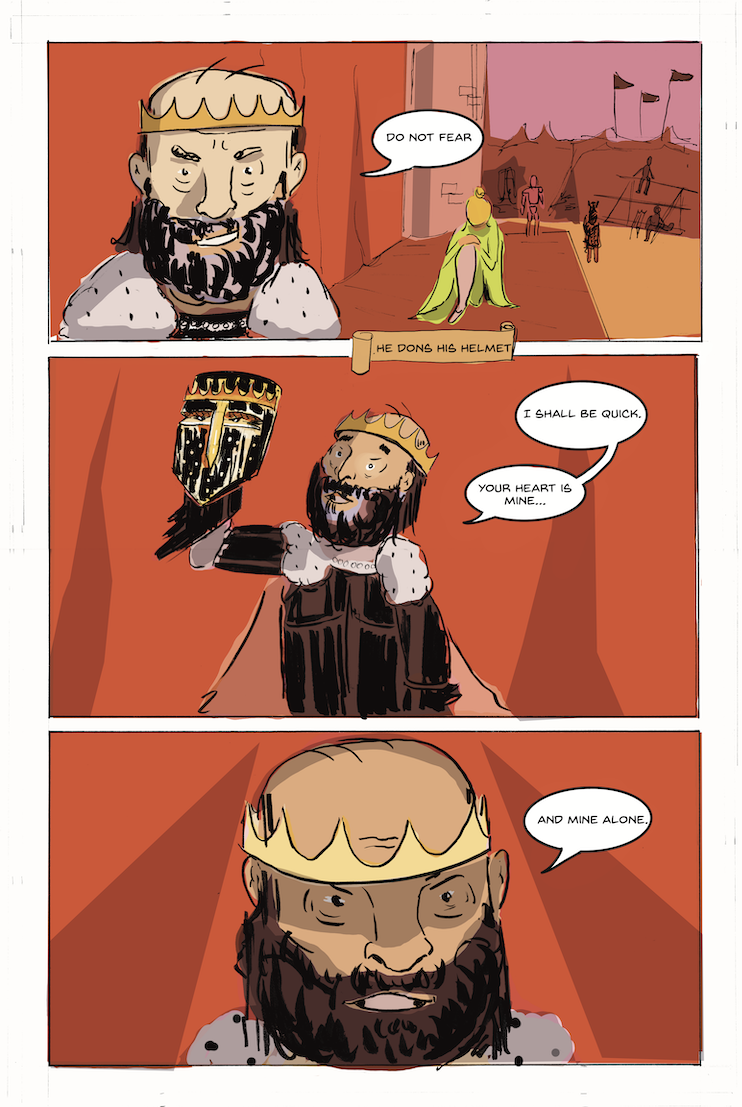 DO NOT FEAR
HE DONS HIS HELMET
I SHALL BE QUICK.
YOUR HEART IS
MINE...
AND MINE ALONE.